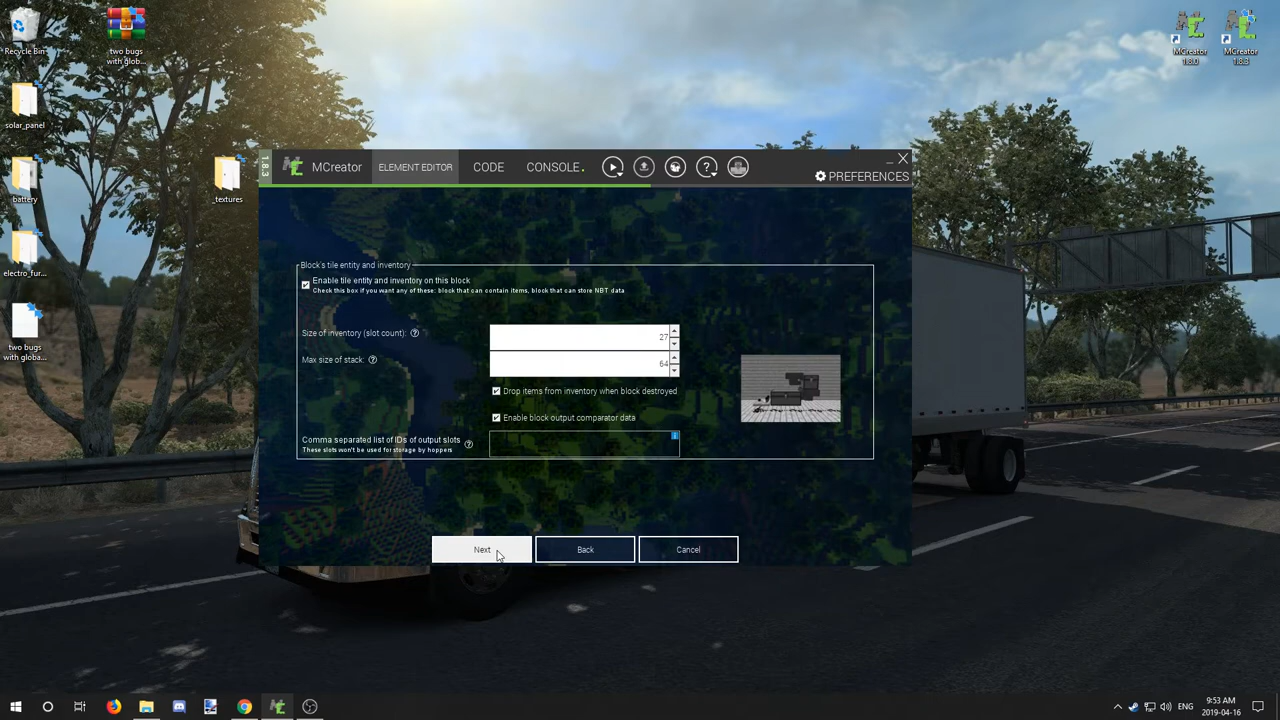 Recycle Bin
two bugs
with glob...
MCreator
1.8.0
MCreator
1.8.3
solar_panel
battery
_textures
electro_fur...
two bugs
with globa...
1.8.3
MCreator
ELEMENT EDITOR
CODE
CONSOLE.
PREFERENCES
Block's tile entity and inventory
Enable tile entity and inventory on this block
Check this box if you want any of these: block that can contain items, block that can store NBT data
Size of inventory (slot count):
27
Max size of stack:
64
Drop items from inventory when block destroyed
Enable block output comparator data
Comma separated list of IDs of output slots
These slots won't be used for storage by hoppers
Next
Back
Cancel
ENG
9:53 AM
2019-04-16